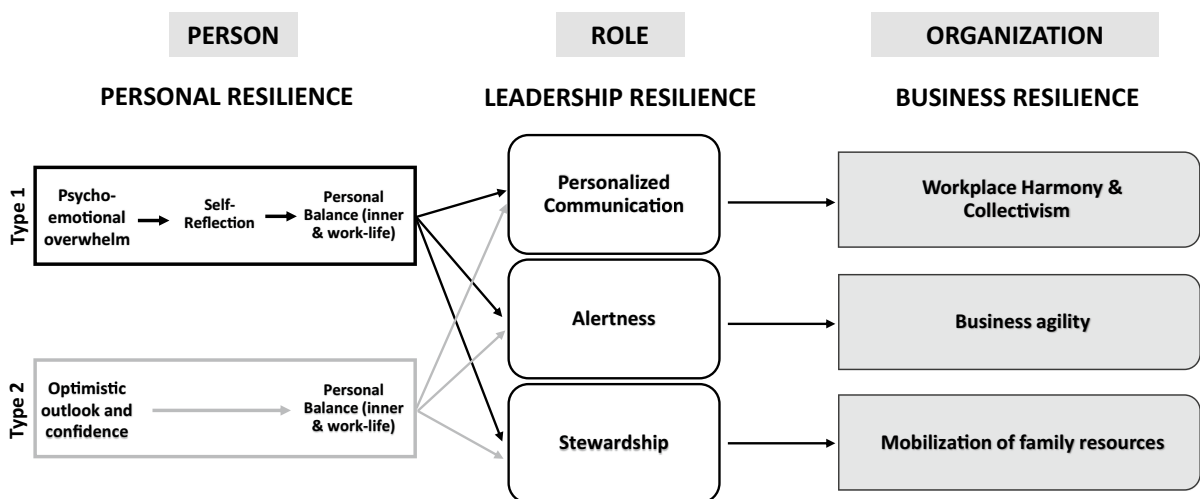 PERSON
ROLE
ORGANIZATION
PERSONAL RESILIENCE
LEADERSHIP RESILIENCE
BUSINESS RESILIENCE
Type 1
Psycho-
emotional
overwhelm
Self-
Reflection
Personal
Balance (inner
& work-life)
Personalized
Communication
Workplace Harmony &
Collectivism
Alertness
Business agility
Type 2
Optimistic
outlook and
confidence
Personal
Balance (inner
& work-life)
Stewardship
Mobilization of family resources